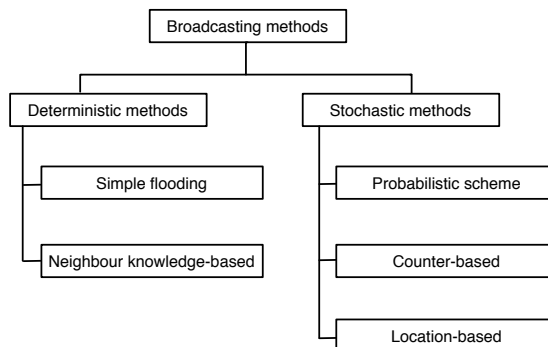 Broadcasting methods
Deterministic methods
Stochastic methods
Simple flooding
Probabilistic scheme
Neighbour knowledge-based
Counter-based
Location-based